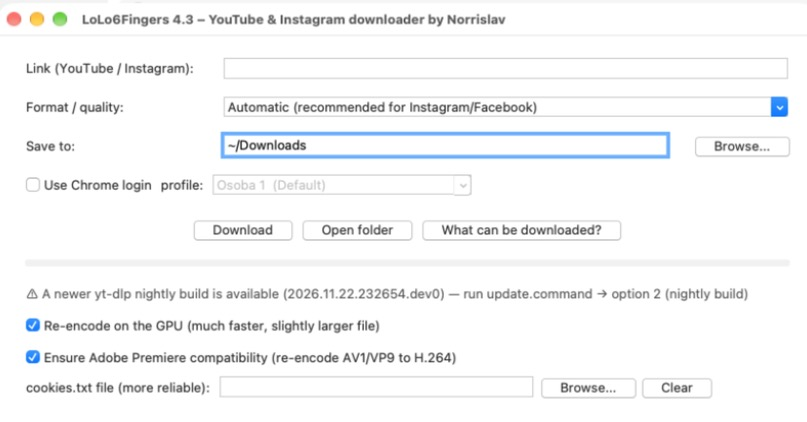 LoLo6Fingers 4.3 – YouTube & Instagram downloader by Norrislav
Link (YouTube / Instagram):
Format / quality: Automatic (recommended for Instagram/Facebook)
Save to: ~/Downloads Browse...
Use Chrome login profile: Osoba 1 (Default)
Download Open folder What can be downloaded?
⚠ A newer yt-dlp nightly build is available (2026.11.22.232654.dev0) — run update.command → option 2 (nightly build)
Re-encode on the GPU (much faster, slightly larger file)
Ensure Adobe Premiere compatibility (re-encode AV1/VP9 to H.264)
cookies.txt file (more reliable): Browse... Clear